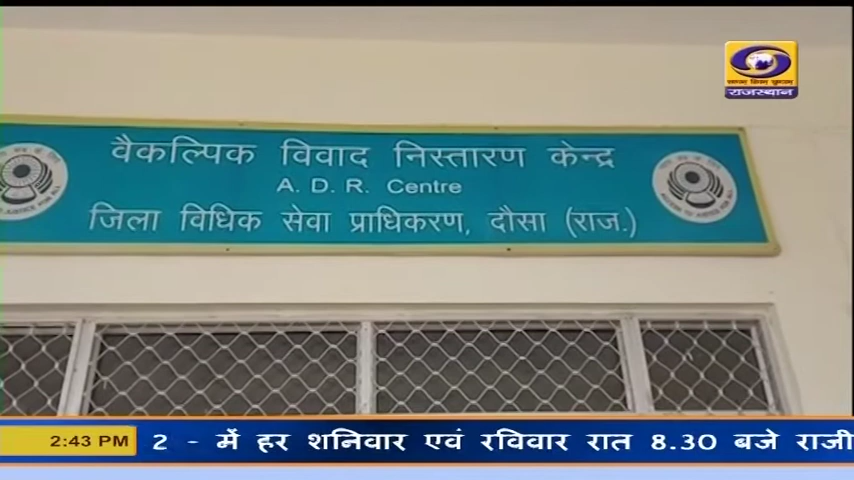 राजस्थान
वैकल्पिक विवाद निस्तारण केन्द्र
A. D. R. Centre
जिला विधिक सेवा प्राधिकरण, दौसा (राज.)
2:43 PM
2 - में हर शनिवार एवं रविवार रात 8.30 बजे राजी